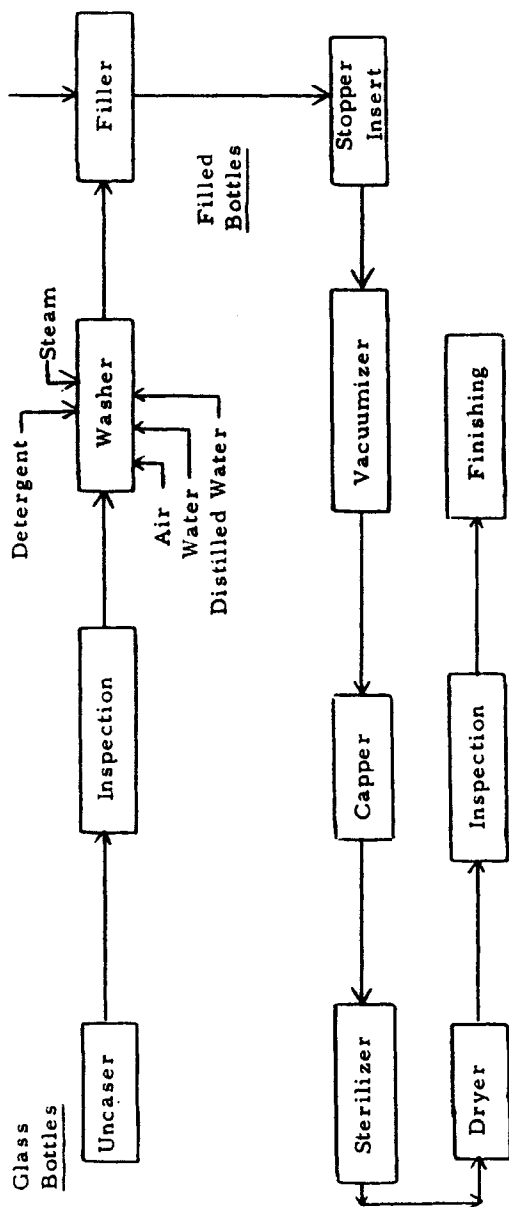 Glass
Bottles
Uncaser
Inspection
Detergent
Steam
Washer
Air
Water
Distilled Water
Filler
Filled
Bottles
Stopper
Insert
Vacuumizer
Capper
Sterilizer
Dryer
Inspection
Finishing